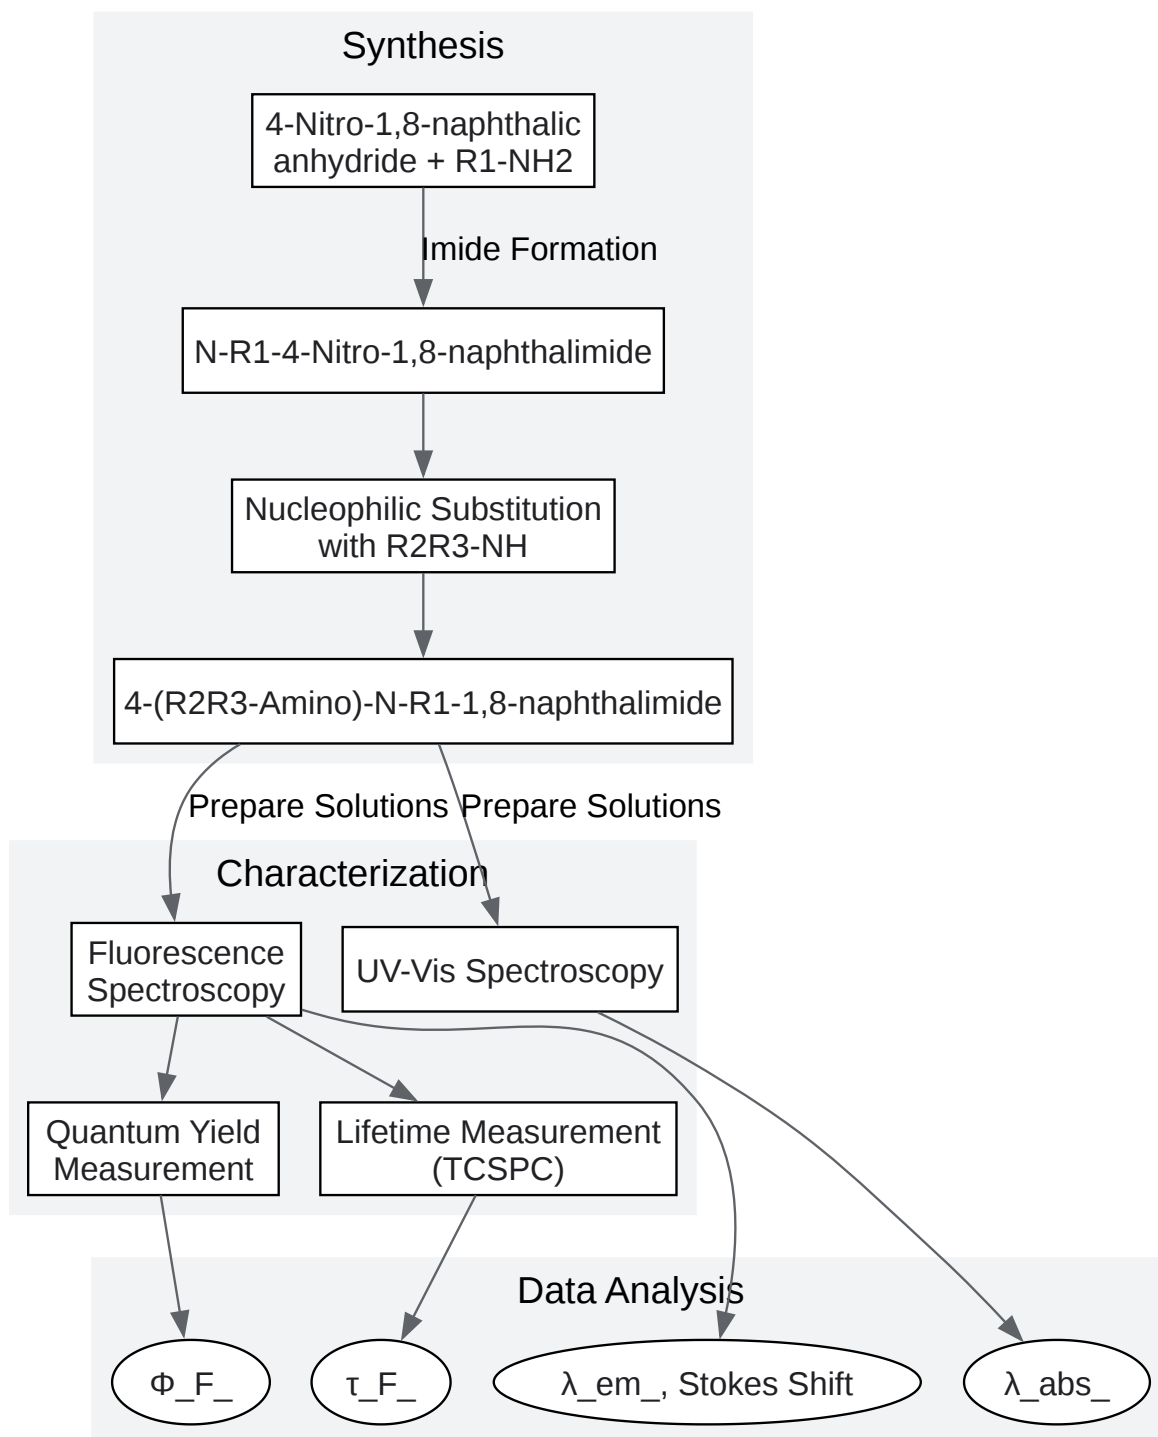 Synthesis
4-Nitro-1,8-naphthalic
anhydride + R1-NH2
Imide Formation
N-R1-4-Nitro-1,8-naphthalimide
Nucleophilic Substitution
with R2R3-NH
4-(R2R3-Amino)-N-R1-1,8-naphthalimide
Prepare Solutions
Prepare Solutions
Characterization
Fluorescence
Spectroscopy
UV-Vis Spectroscopy
Quantum Yield
Measurement
Lifetime Measurement
(TCSPC)
Data Analysis
Φ_F_
τ_F_
λ_em_, Stokes Shift
λ_abs_